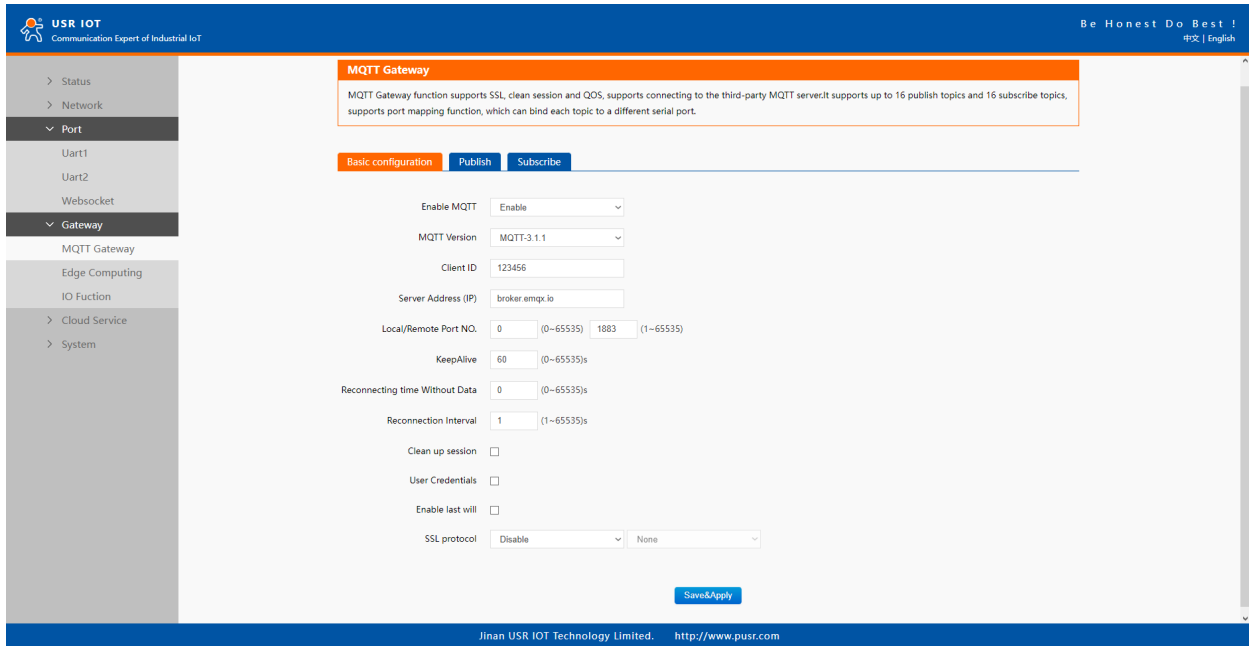 USR IOT
Communication Expert of Industrial IoT
Be Honest Do Best !
中文 | English
Status
Network
Port
Uart1
Uart2
Websocket
Gateway
MQTT Gateway
Edge Computing
IO Fuction
Cloud Service
System
MQTT Gateway
MQTT Gateway function supports SSL, clean session and QOS, supports connecting to the third-party MQTT server.It supports up to 16 publish topics and 16 subscribe topics,
supports port mapping function, which can bind each topic to a different serial port.
Basic configuration Publish Subscribe
Enable MQTT Enable
MQTT Version MQTT-3.1.1
Client ID 123456
Server Address (IP) broker.emqx.io
Local/Remote Port NO. 0 (0~65535) 1883 (1~65535)
KeepAlive 60 (0~65535)s
Reconnecting time Without Data 0 (0~65535)s
Reconnection Interval 1 (1~65535)s
Clean up session
User Credentials
Enable last will
SSL protocol Disable None
Save&Apply
Jinan USR IOT Technology Limited. http://www.pusr.com